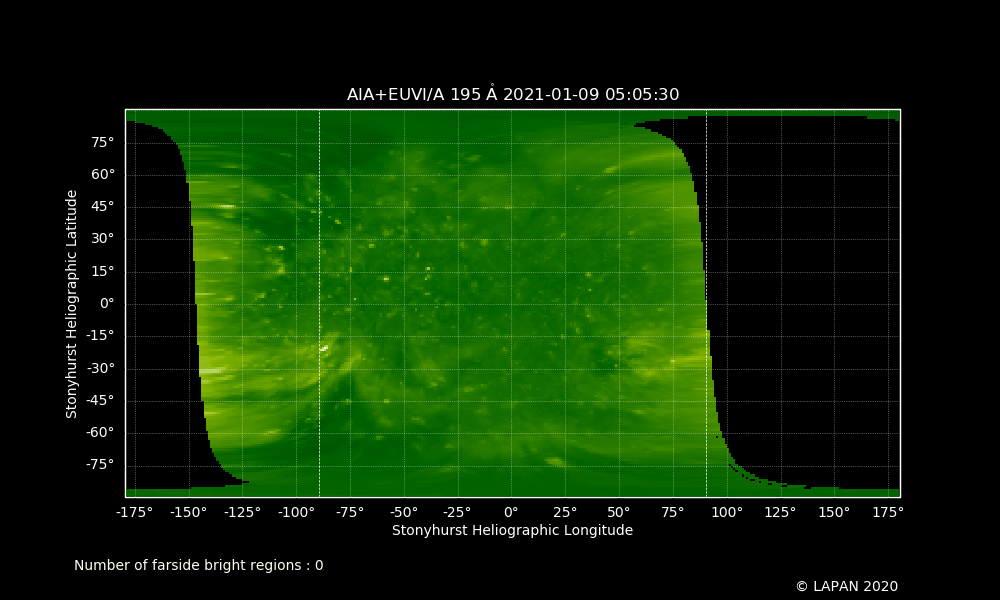 AIA+EUVI/A 195 Å 2021-01-09 05:05:30
Stonyhurst Heliographic Latitude
75°
60°
45°
30°
15°
0°
-15°
-30°
-45°
-60°
-75°
-175° -150° -125° -100° -75° -50° -25° 0° 25° 50° 75° 100° 125° 150° 175°
Stonyhurst Heliographic Longitude
Number of farside bright regions : 0
© LAPAN 2020